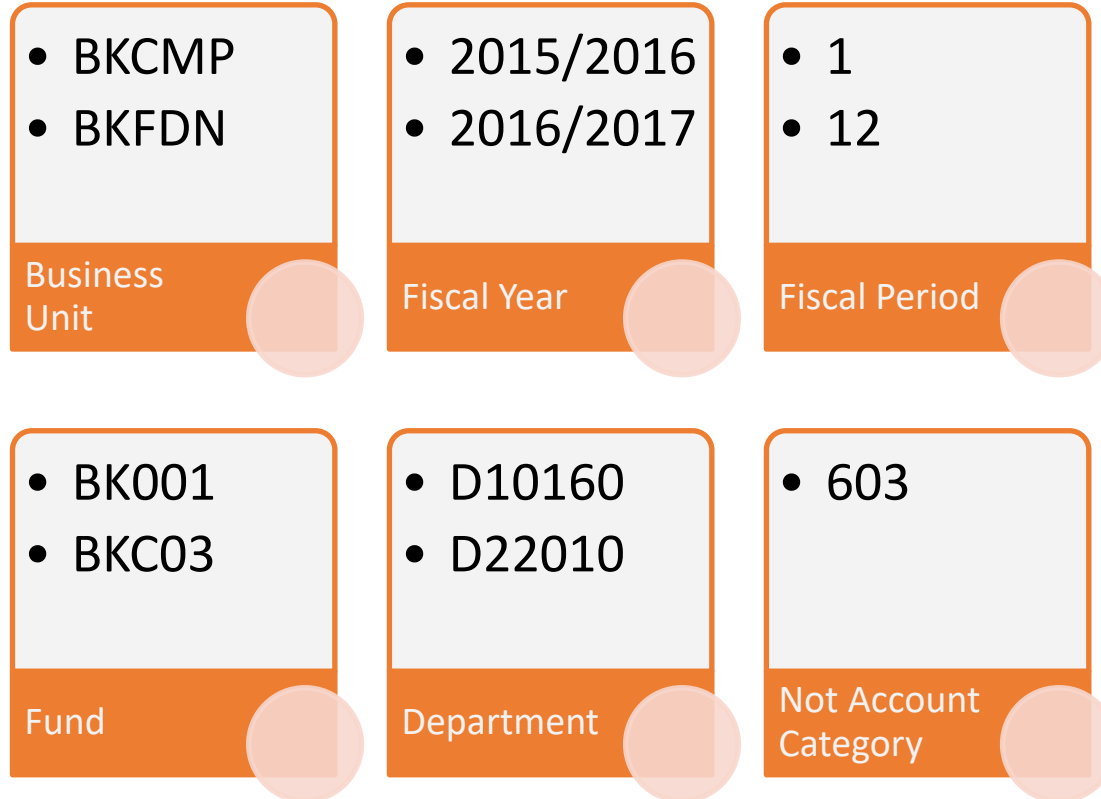 • BKCMP
• BKFDN
Business
Unit
• 2015/2016
• 2016/2017
Fiscal Year
• 1
• 12
Fiscal Period
• BK001
• BKC03
Fund
• D10160
• D22010
Department
• 603
Not Account
Category